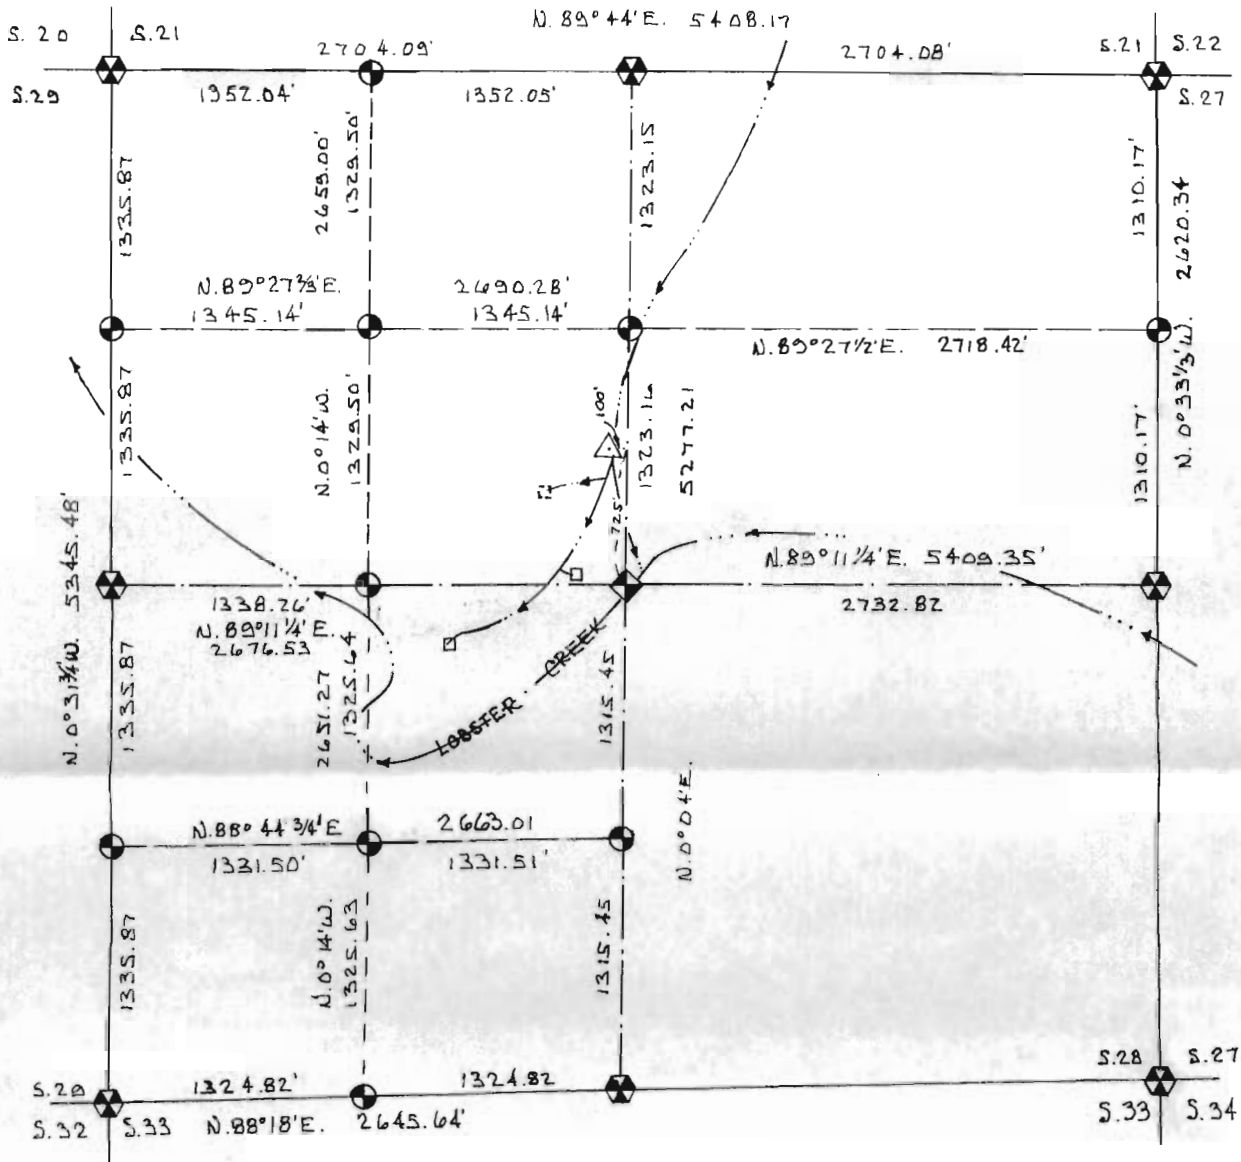 N. 89° 44' E. 5408.17
S. 20 S.21
2704.09'
2704.08'
S.21 S.22
S.29
1352.04'
1352.05'
S.27
1335.87
2659.00'
1329.50'
1323.15
1310.17'
2620.34
N.89°27⅔'E.
1345.14'
2690.28'
1345.14'
N.89°27½'E. 2718.42'
1335.87
N.0°14'W.
1329.50'
100'
725'
1323.16
5277.21
1310.17'
N. 0°33⅓'W.
N.89°11¼'E. 5409.35'
1338.26'
N.89°11¼'E.
2676.53
2732.82
N.0°31¾'W. 5345.48'
1335.87
2651.27
1325.64
LOBSTER CREEK
1315.45
N.0°04'E.
N.88°44¾'E
1331.50'
2663.01
1331.51'
1335.87
N.0°14'W.
1325.63
1315.45
S.28 S.27
S.29
1324.82'
1324.82
S.32 S.33
N.88°18'E. 2645.64'
S.33 S.34